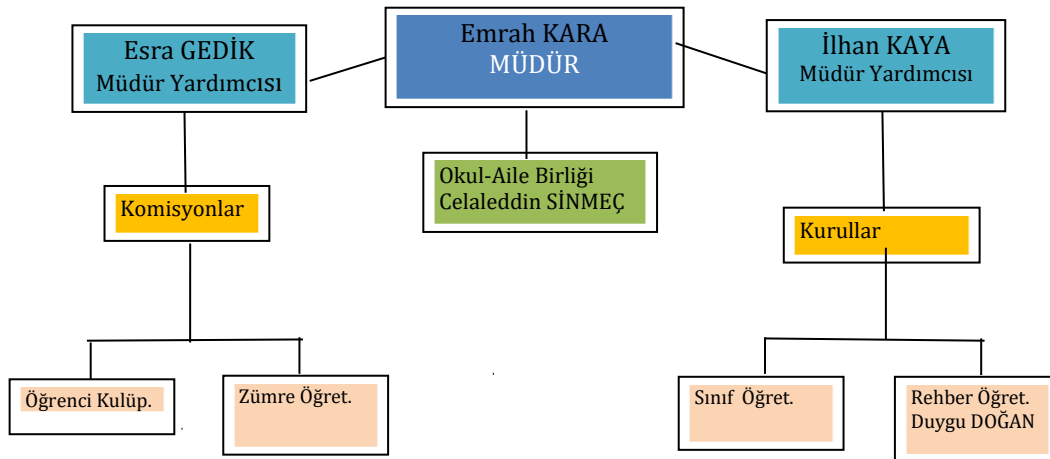 Esra GEDİK
Müdür Yardımcısı
Emrah KARA
MÜDÜR
İlhan KAYA
Müdür Yardımcısı
Okul-Aile Birliği
Celaleddin SİNMEÇ
Komisyonlar
Kurullar
Öğrenci Kulüp.
Zümre Öğret.
Sınıf Öğret.
Rehber Öğret.
Duygu DOĞAN